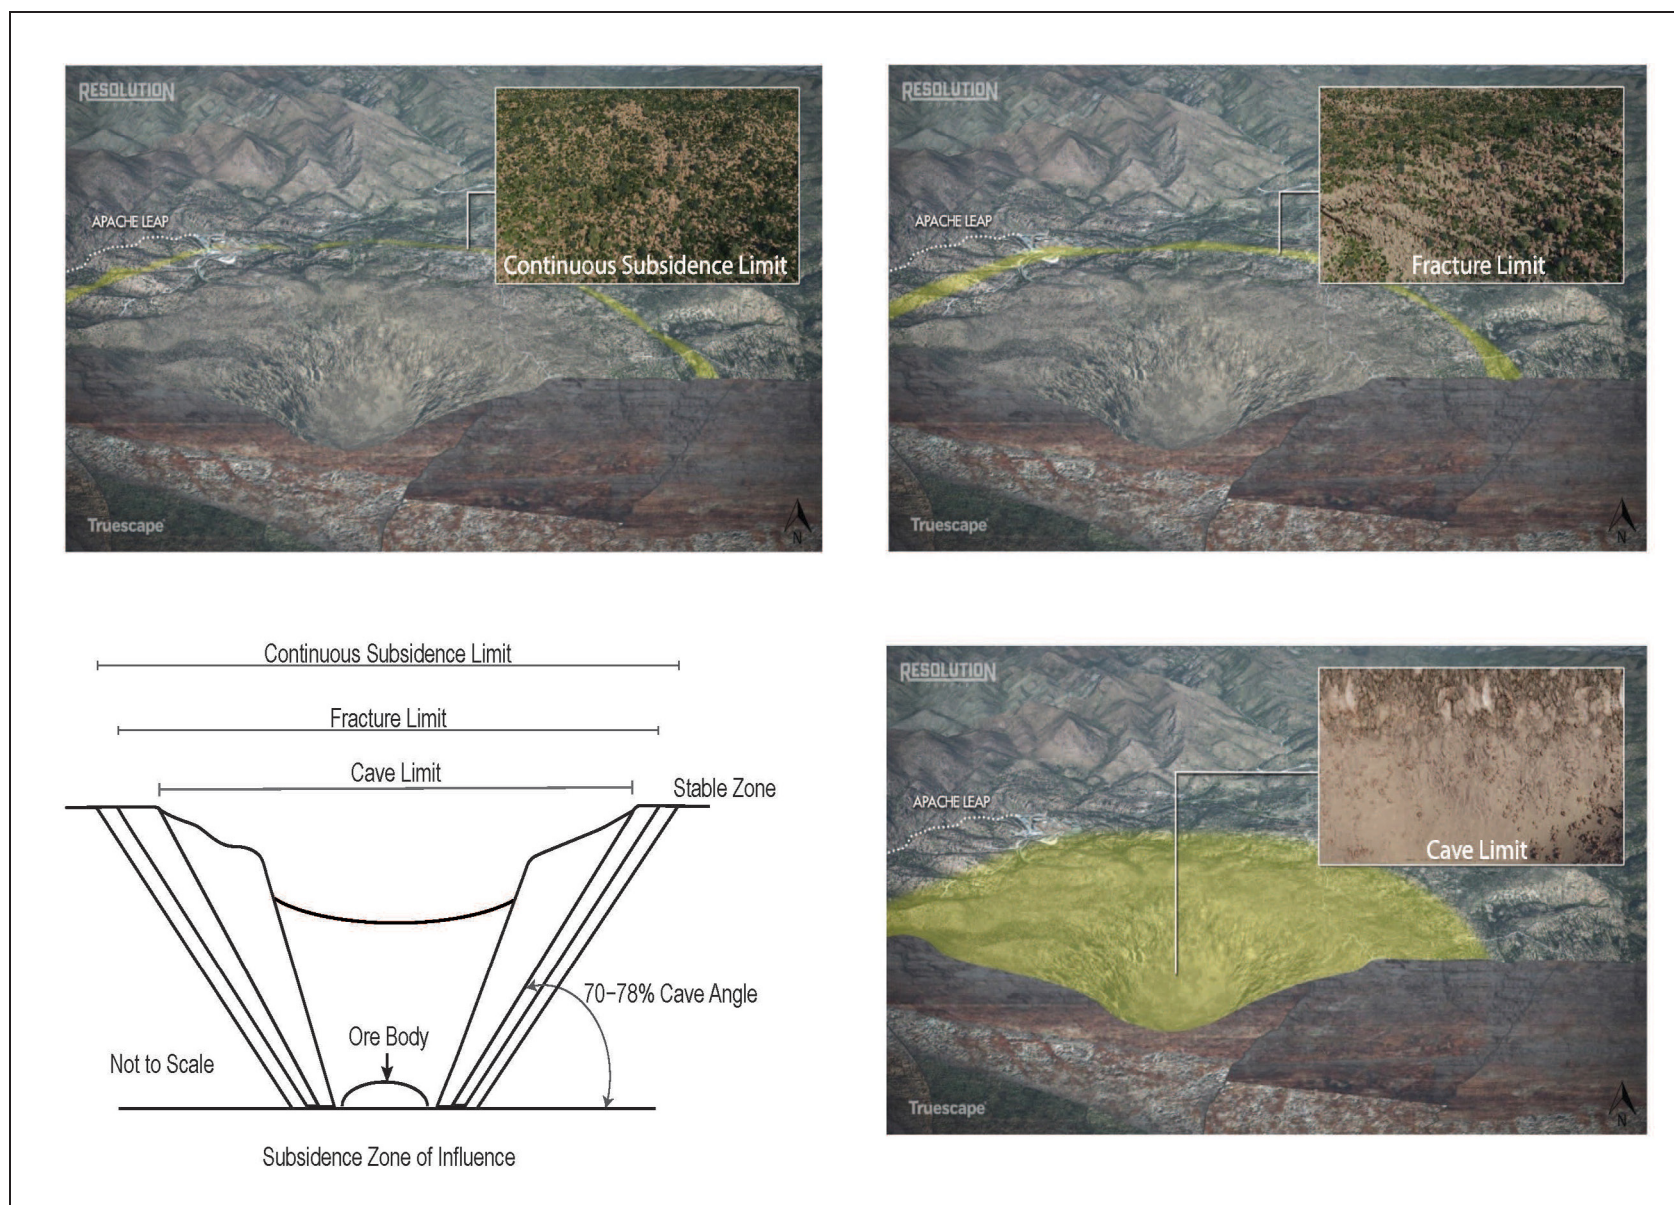 RESOLUTION
APACHE LEAP
Continuous Subsidence Limit
Truescape
N
RESOLUTION
APACHE LEAP
Fracture Limit
Truescape
N
Continuous Subsidence Limit
Fracture Limit
Cave Limit
Stable Zone
70–78% Cave Angle
Ore Body
Not to Scale
Subsidence Zone of Influence
RESOLUTION
APACHE LEAP
Cave Limit
Truescape
N